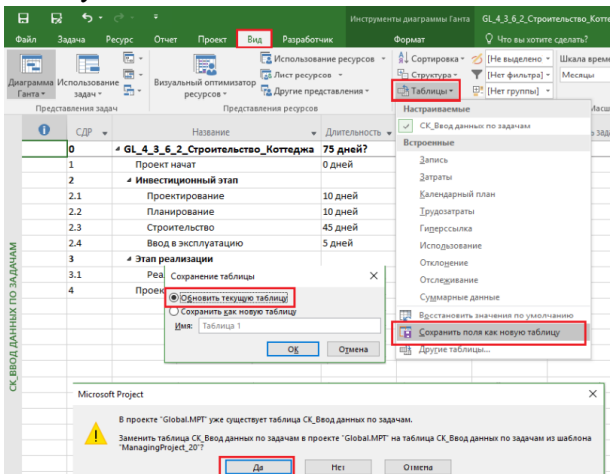 Инструменты диаграммы Ганта GL_4_3_6_2_Строительство_Котте
Файл Задача Ресурс Отчет Проект Вид Разработчик Формат Что вы хотите сделать?
Использование ресурсов Сортировка [Не выделено] Шкала време
Лист ресурсов Структура [Нет фильтра] Месяцы
Диаграмма Ганта Использование задач Визуальный оптимизатор ресурсов Другие представления Таблицы [Нет группы]
Представления задач Представления ресурсов Масш
Настраиваемые
СК_Ввод данных по задачам
Встроенные
Запись
Затраты
Календарный план
Трудозатраты
Гиперссылка
Использование
Отклонение
Отслеживание
Суммарные данные
Восстановить значения по умолчанию
Сохранить поля как новую таблицу
Другие таблицы...
СДР Название Длительность
0 GL_4_3_6_2_Строительство_Коттеджа 75 дней?
1 Проект начат 0 дней
2 Инвестиционный этап
2.1 Проектирование 10 дней
2.2 Планирование 10 дней
2.3 Строительство 45 дней
2.4 Ввод в эксплуатацию 5 дней
3 Этап реализации
3.1 Реа
4 Проек
СК_ВВОД ДАННЫХ ПО ЗАДАЧАМ
Сохранение таблицы
Обновить текущую таблицу
Сохранить как новую таблицу
Имя: Таблица 1
ОК Отмена
Microsoft Project
В проекте "Global.MPT" уже существует таблица СК_Ввод данных по задачам.
Заменить таблица СК_Ввод данных по задачам в проекте "Global.MPT" на таблица СК_Ввод данных по задачам из шаблона
"ManagingProject_20"?
Да Нет Отмена